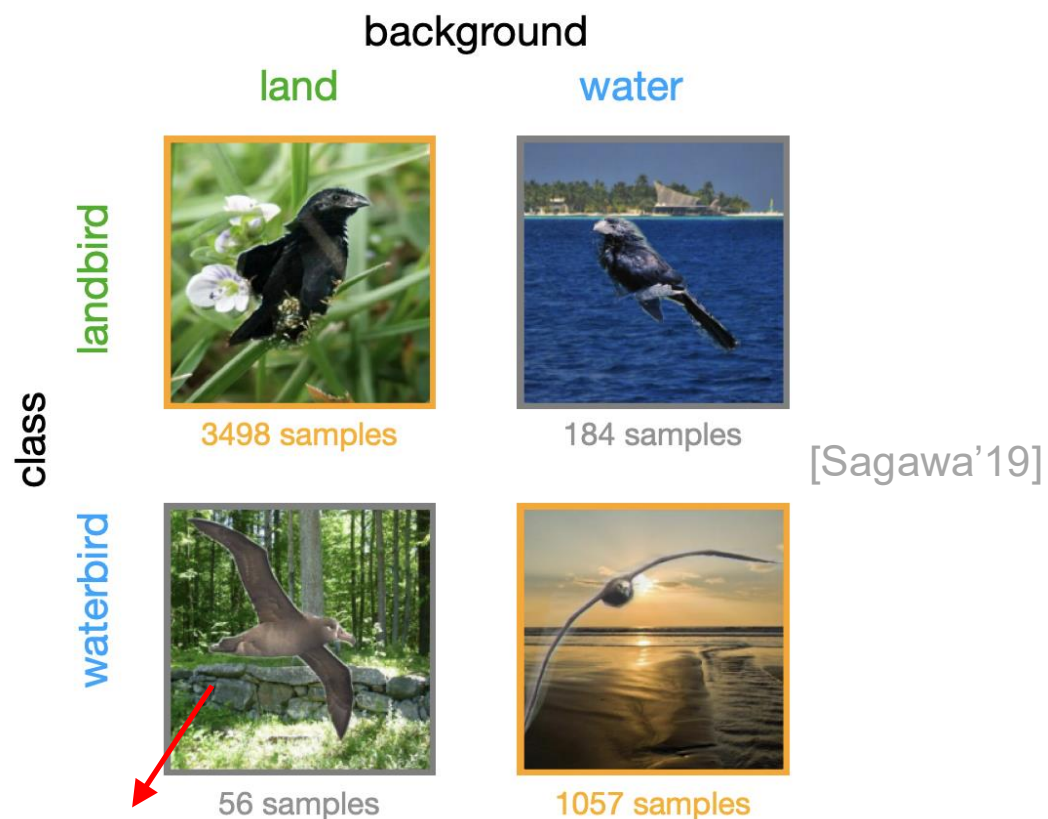 background
land
water
landbird
3498 samples
184 samples
class
[Sagawa’19]
waterbird
56 samples
1057 samples